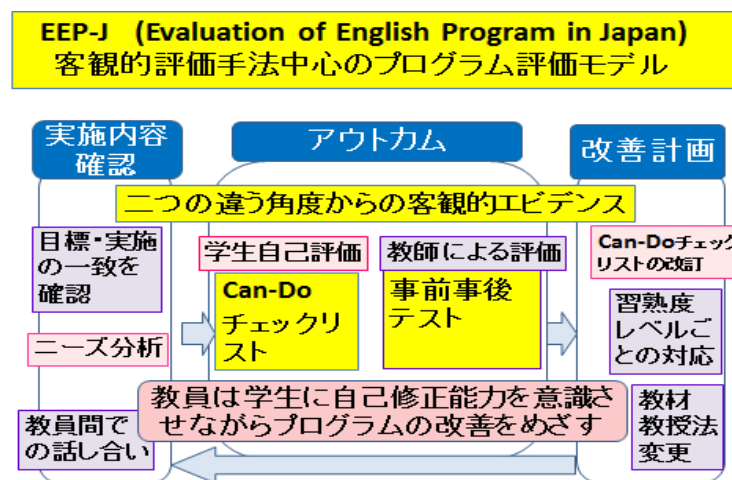 EEP-J (Evaluation of English Program in Japan)
客観的評価手法中心のプログラム評価モデル
実施内容
確認
アウトカム
改善計画
二つの違う角度からの客観的エビデンス
目標・実施
の一致を
確認
ニーズ分析
教員間で
の話し合い
学生自己評価
Can-Do
チェックリ
スト
教師による評価
事前事後
テスト
Can-Doチェック
リストの改訂
習熟度
レベルご
との対応
教材
教授法
変更
教員は学生に自己修正能力を意識さ
せながらプログラムの改善をめざす